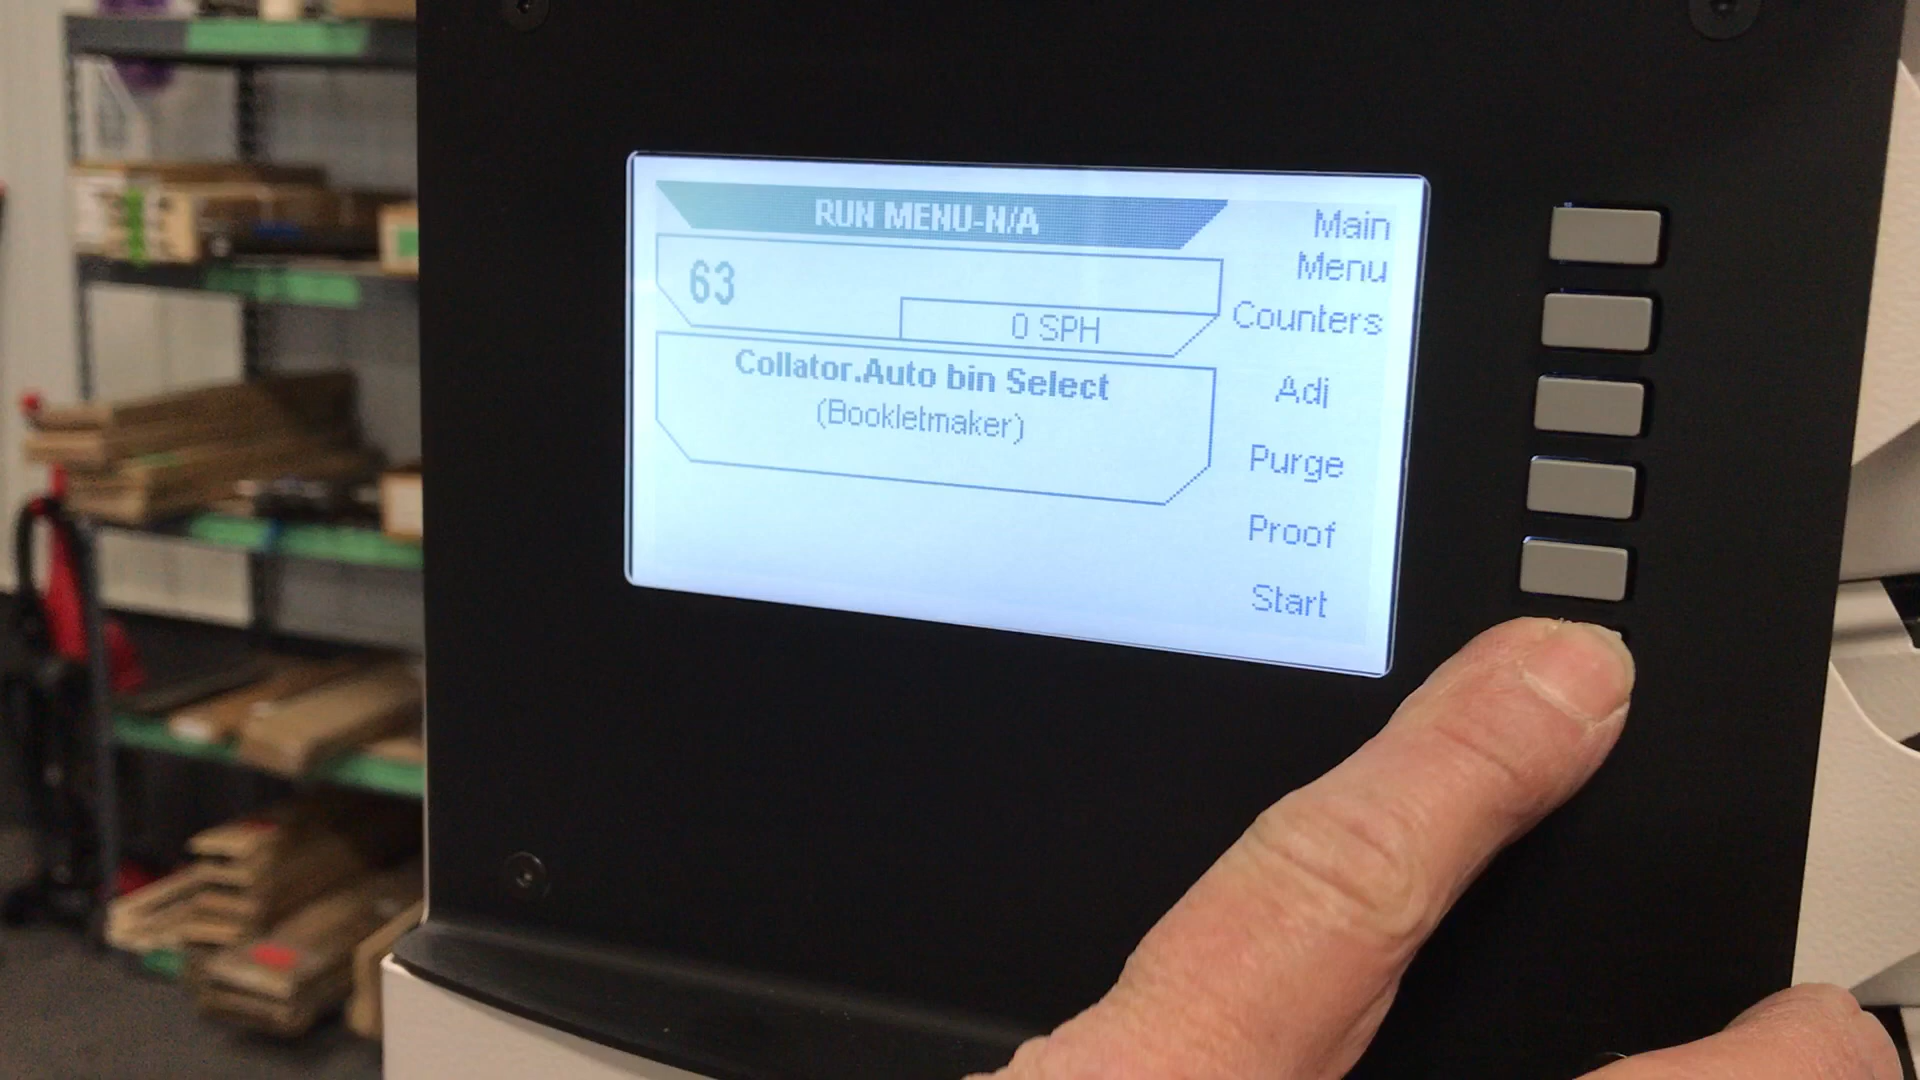 RUN MENU-N/A
63
0 SPH
Collator.Auto bin Select
(Bookletmaker)
Main
Menu
Counters
Adj
Purge
Proof
Start